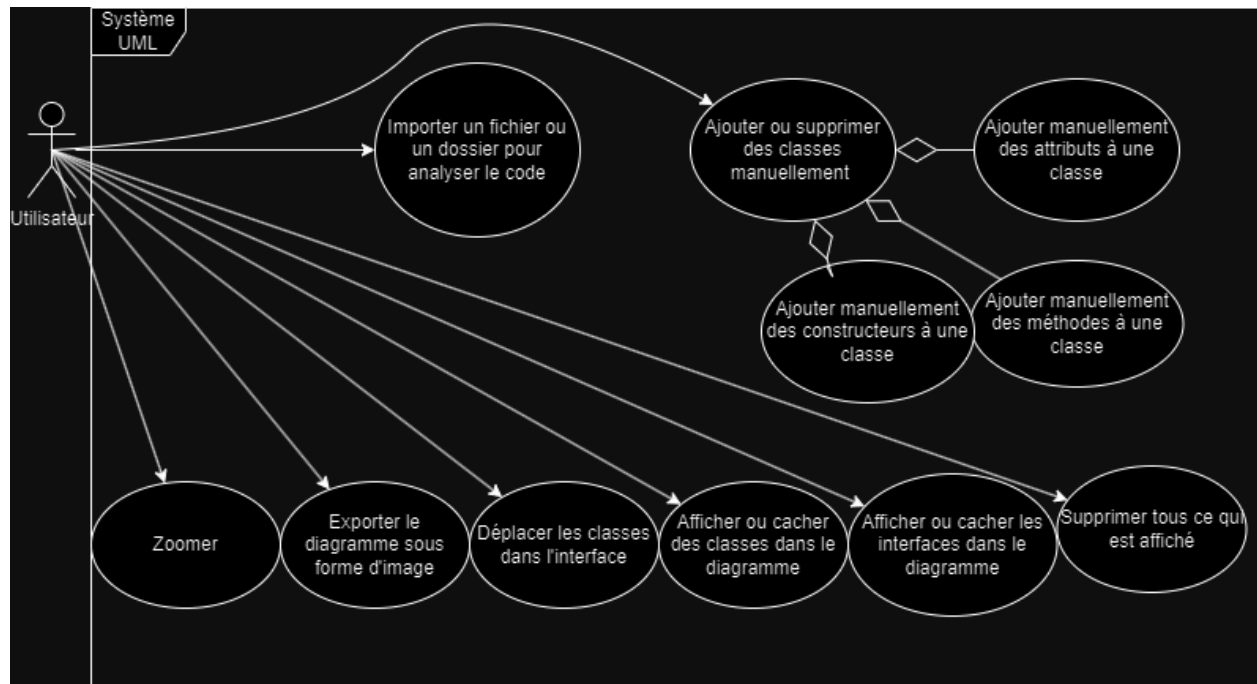 Système
UML
Utilisateur
Importer un fichier ou
un dossier pour
analyser le code
Ajouter ou supprimer
des classes
manuellement
Ajouter manuellement
des attributs à une
classe
Ajouter manuellement
des constructeurs à une
classe
Ajouter manuellement
des méthodes à une
classe
Zoomer
Exporter le
diagramme sous
forme d'image
Déplacer les classes
dans l'interface
Afficher ou cacher
des classes dans le
diagramme
Afficher ou cacher les
interfaces dans le
diagramme
Supprimer tous ce qui
est affiché